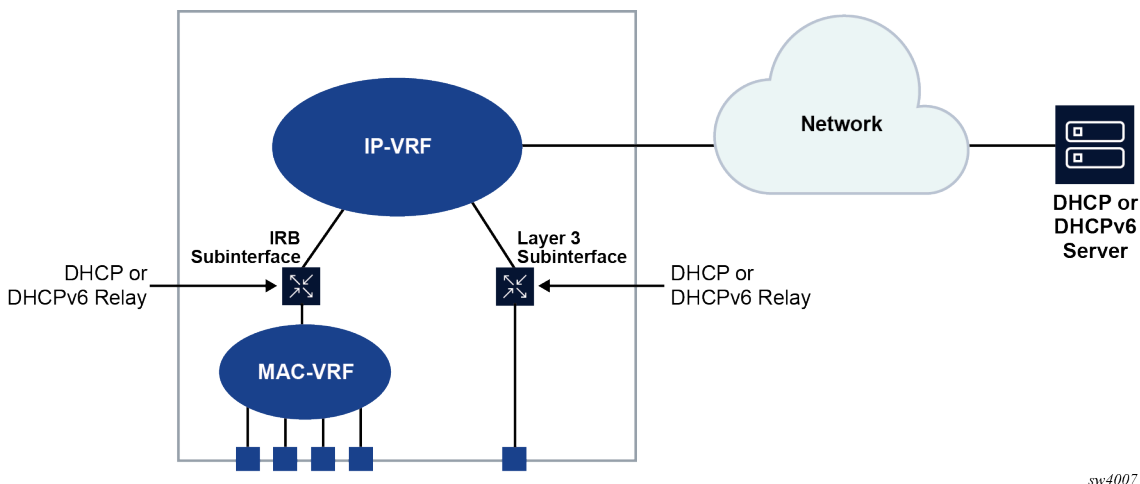 IP-VRF
Network
DHCP or
DHCPv6
Server
IRB
Subinterface
Layer 3
Subinterface
DHCP or
DHCPv6 Relay
DHCP or
DHCPv6 Relay
MAC-VRF
sw4007